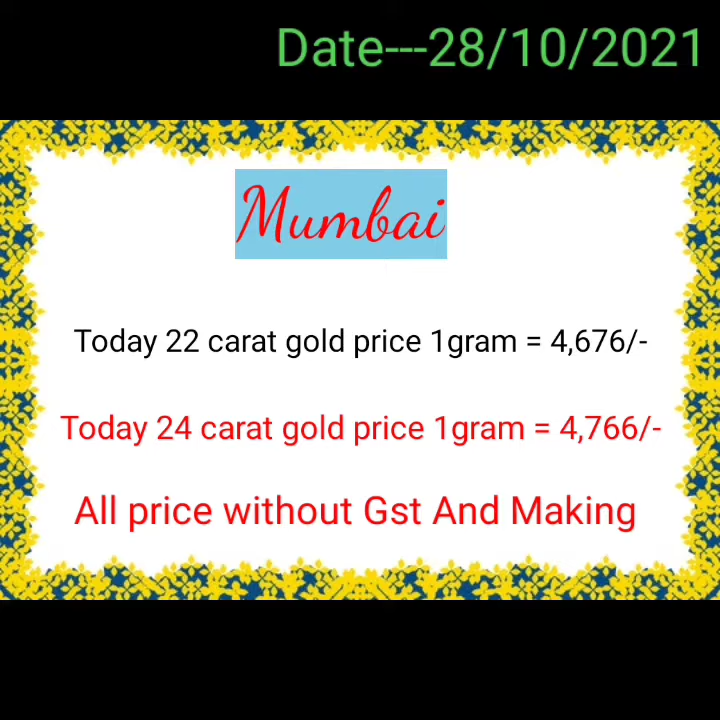 Date---28/10/2021
Mumbai
Today 22 carat gold price 1gram = 4,676/-
Today 24 carat gold price 1gram = 4,766/-
All price without Gst And Making